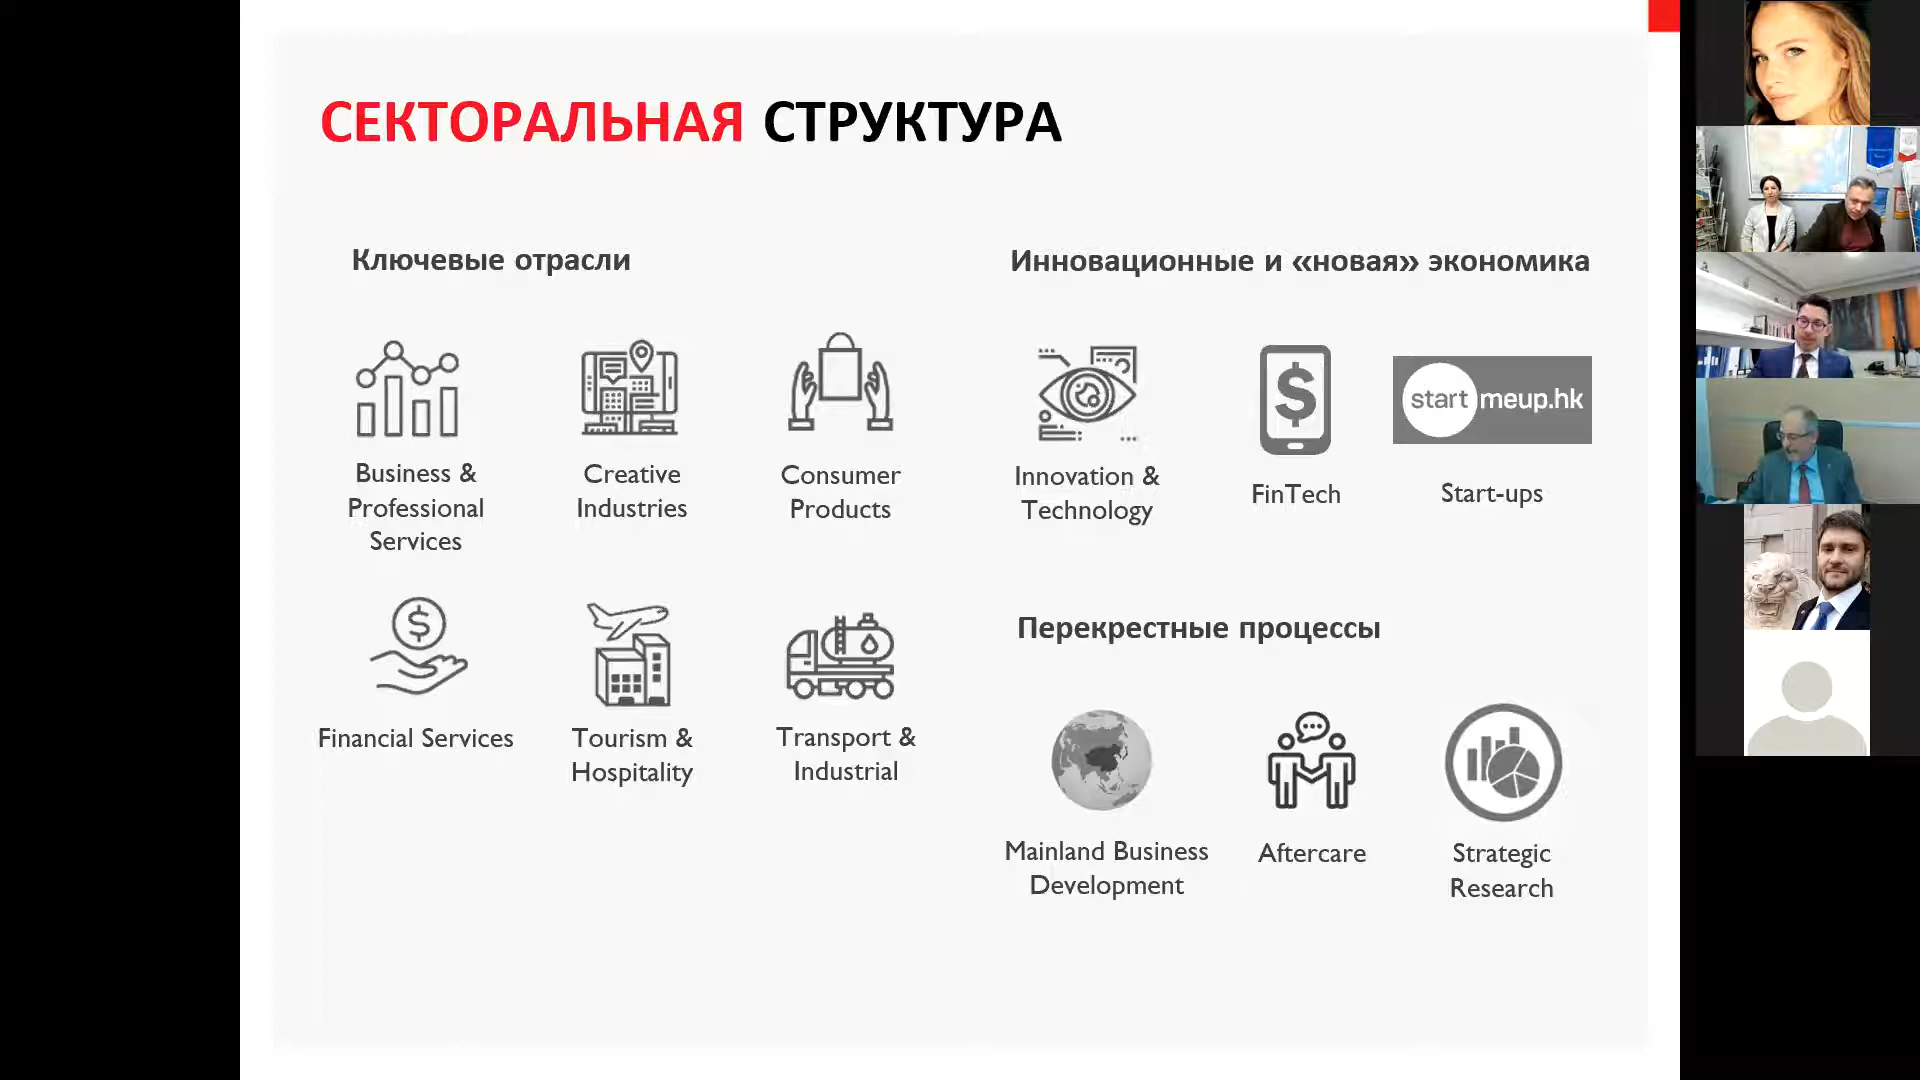 СЕКТОРАЛЬНАЯ СТРУКТУРА
Ключевые отрасли
Business &
Professional
Services
Creative
Industries
Consumer
Products
Financial Services
Tourism &
Hospitality
Transport &
Industrial
Инновационные и «новая» экономика
Innovation &
Technology
FinTech
startmeup.hk
Start-ups
Перекрестные процессы
Mainland Business
Development
Aftercare
Strategic
Research